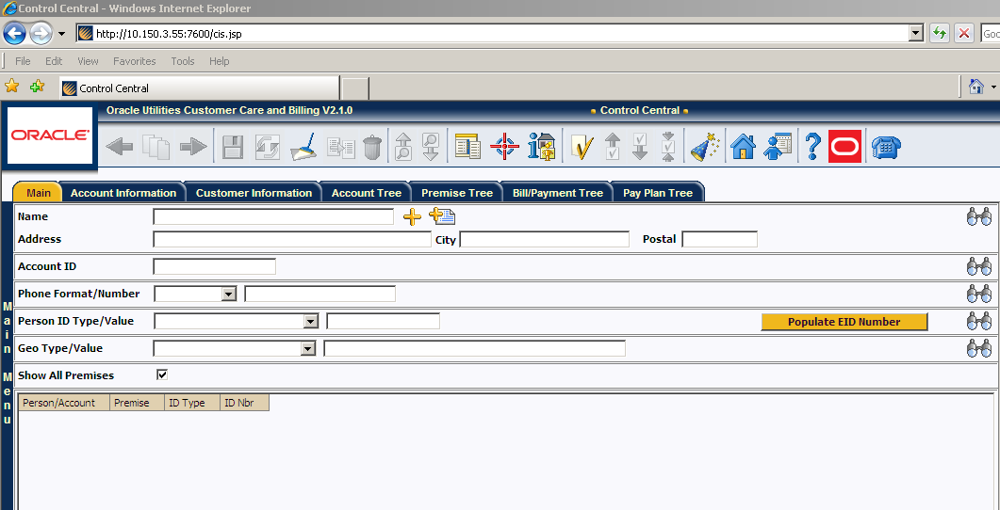 Control Central - Windows Internet Explorer
http://10.150.3.55:7600/cis.jsp
Goo
File Edit View Favorites Tools Help
Control Central
Oracle Utilities Customer Care and Billing V2.1.0 Control Central
ORACLE
Main Account Information Customer Information Account Tree Premise Tree Bill/Payment Tree Pay Plan Tree
Name
Address City Postal
Account ID
Phone Format/Number
Person ID Type/Value Populate EID Number
Geo Type/Value
Show All Premises
Person/Account Premise ID Type ID Nbr
Main Menu